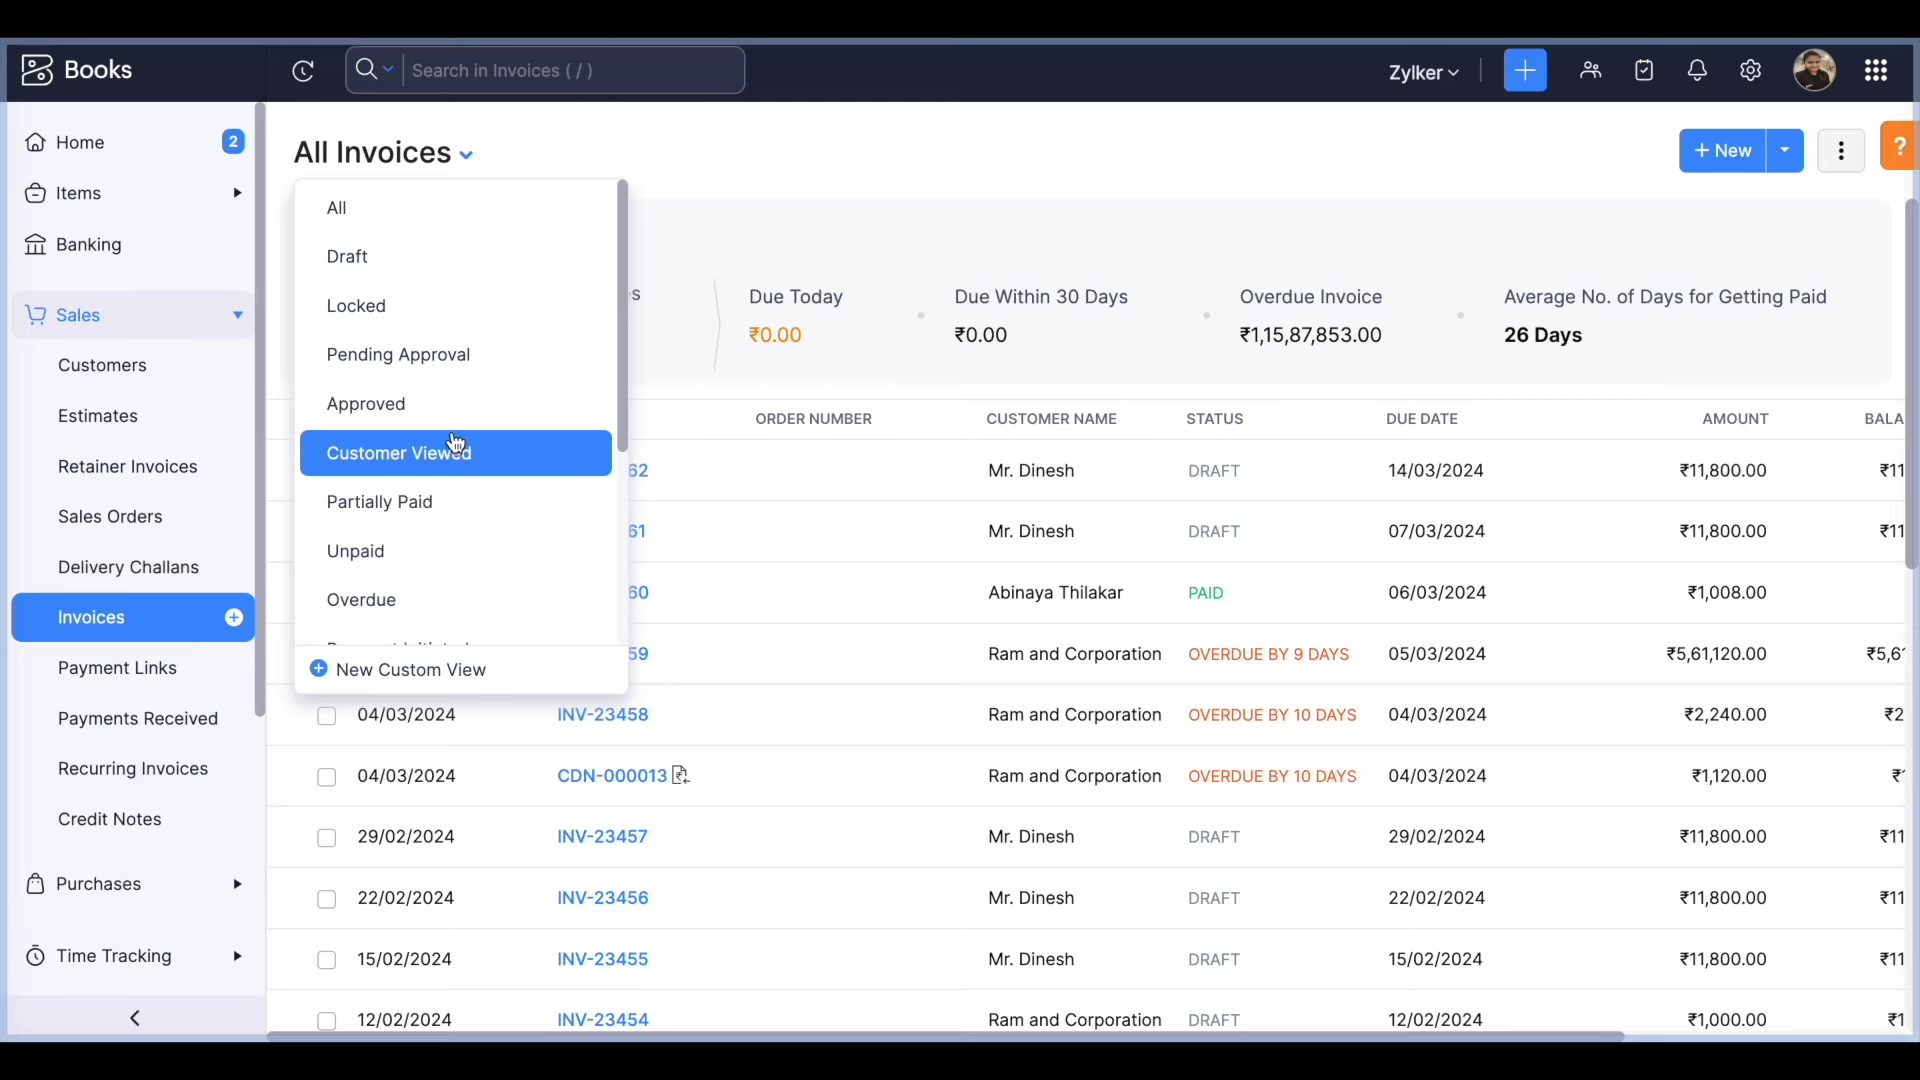 Books
Search in Invoices ( / )
Zylker
Home 2
Items
Banking
Sales
Customers
Estimates
Retainer Invoices
Sales Orders
Delivery Challans
Invoices
Payment Links
Payments Received
Recurring Invoices
Credit Notes
Purchases
Time Tracking
All Invoices
+ New
?
All
Draft
Locked
Pending Approval
Approved
Customer Viewed
Partially Paid
Unpaid
Overdue
New Custom View
Due Today
₹0.00
Due Within 30 Days
₹0.00
Overdue Invoice
₹1,15,87,853.00
Average No. of Days for Getting Paid
26 Days
ORDER NUMBER CUSTOMER NAME STATUS DUE DATE AMOUNT BALA
62 Mr. Dinesh DRAFT 14/03/2024 ₹11,800.00 ₹11
61 Mr. Dinesh DRAFT 07/03/2024 ₹11,800.00 ₹11
60 Abinaya Thilakar PAID 06/03/2024 ₹1,008.00
59 Ram and Corporation OVERDUE BY 9 DAYS 05/03/2024 ₹5,61,120.00 ₹5,6
04/03/2024 INV-23458 Ram and Corporation OVERDUE BY 10 DAYS 04/03/2024 ₹2,240.00 ₹2
04/03/2024 CDN-000013 Ram and Corporation OVERDUE BY 10 DAYS 04/03/2024 ₹1,120.00 ₹
29/02/2024 INV-23457 Mr. Dinesh DRAFT 29/02/2024 ₹11,800.00 ₹11
22/02/2024 INV-23456 Mr. Dinesh DRAFT 22/02/2024 ₹11,800.00 ₹11
15/02/2024 INV-23455 Mr. Dinesh DRAFT 15/02/2024 ₹11,800.00 ₹11
12/02/2024 INV-23454 Ram and Corporation DRAFT 12/02/2024 ₹1,000.00 ₹1